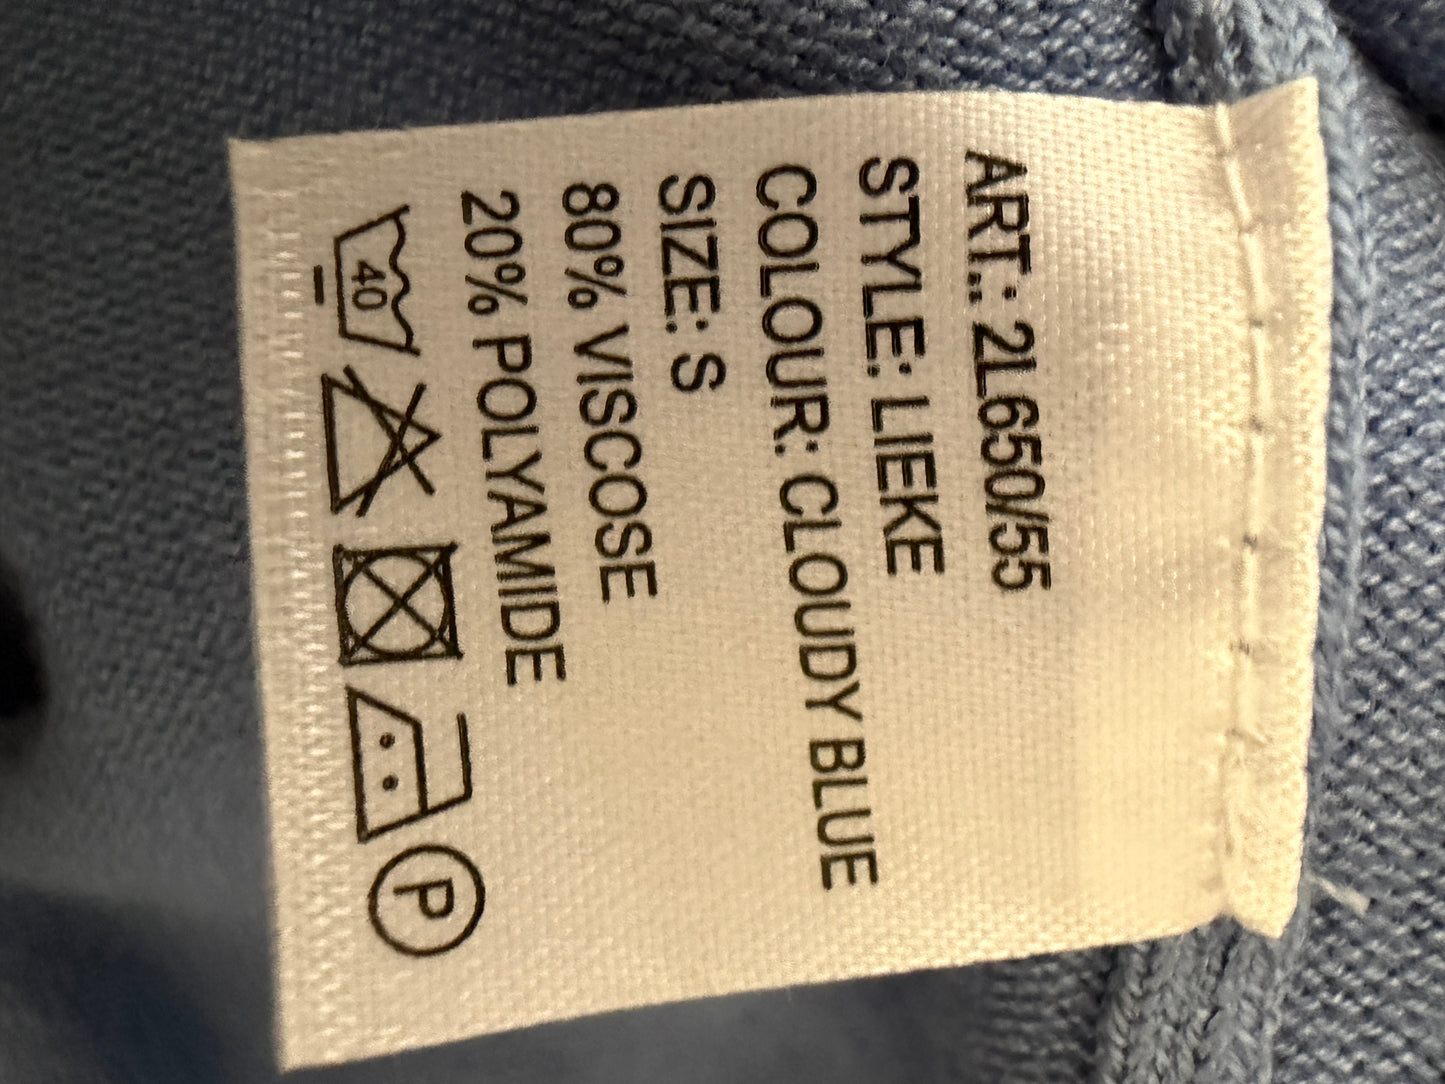 ART.: 2L650/55
STYLE: LIEKE
COLOUR: CLOUDY BLUE
SIZE: S
80% VISCOSE
20% POLYAMIDE
40 P